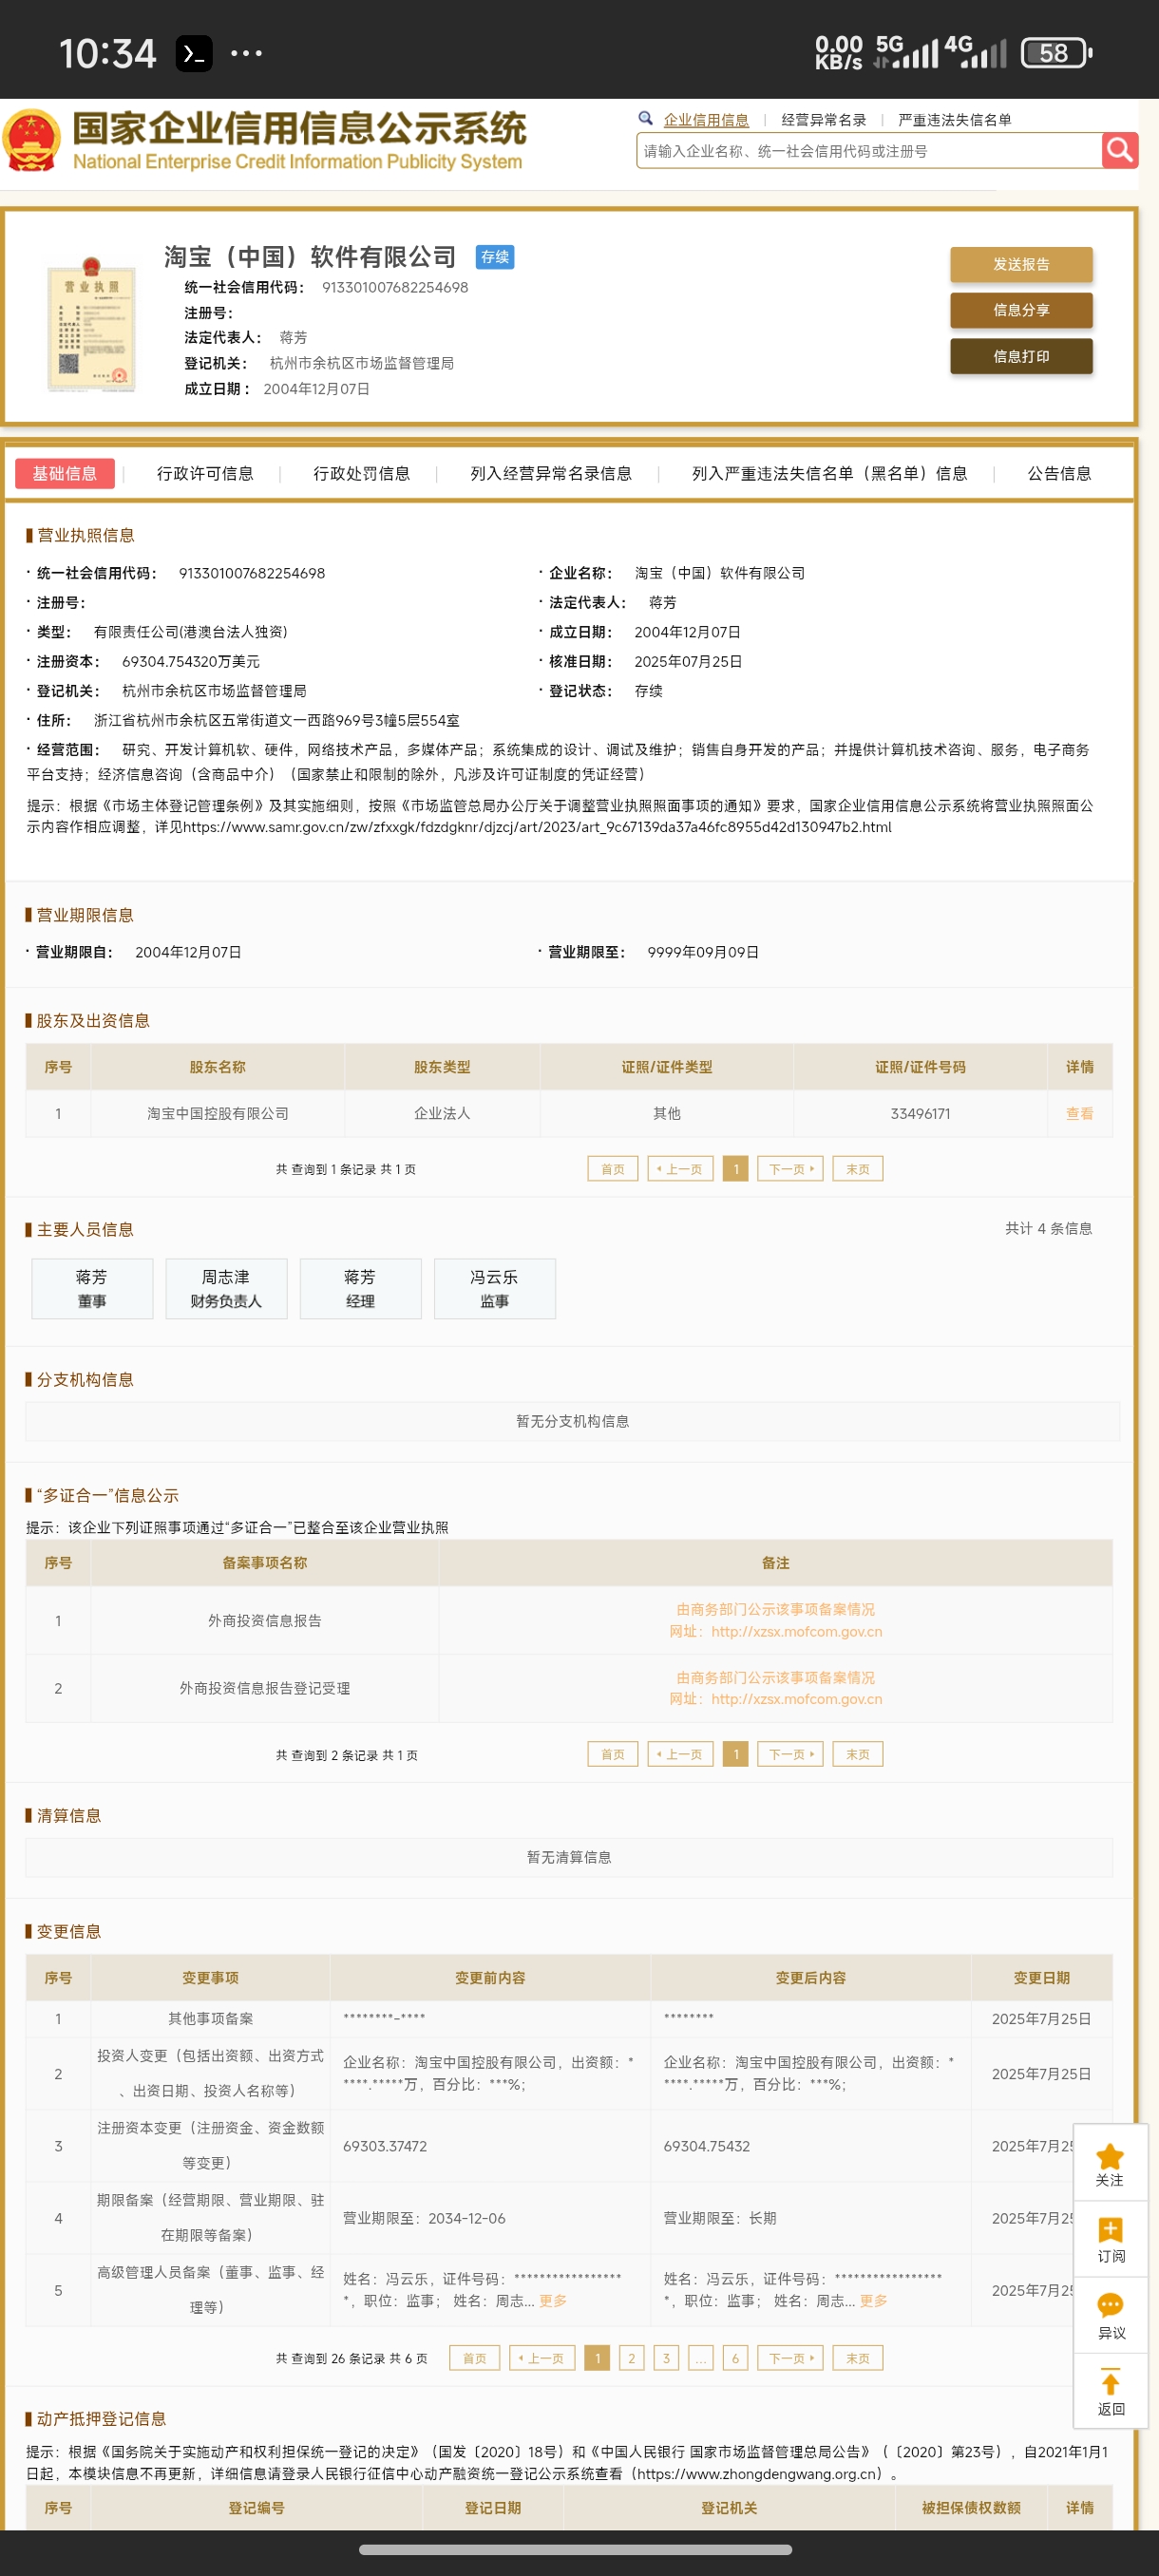 10:34
0.00 KB/s 5G 4G 58
国家企业信用信息公示系统
National Enterprise Credit Information Publicity System
企业信用信息 | 经营异常名录 | 严重违法失信名单
请输入企业名称、统一社会信用代码或注册号
淘宝（中国）软件有限公司 存续
统一社会信用代码： 913301007682254698
注册号：
法定代表人： 蒋芳
登记机关： 杭州市余杭区市场监督管理局
成立日期： 2004年12月07日
发送报告
信息分享
信息打印
营业执照
基础信息 | 行政许可信息 | 行政处罚信息 | 列入经营异常名录信息 | 列入严重违法失信名单（黑名单）信息 | 公告信息
营业执照信息
· 统一社会信用代码： 913301007682254698 · 企业名称： 淘宝（中国）软件有限公司
· 注册号： · 法定代表人： 蒋芳
· 类型： 有限责任公司(港澳台法人独资) · 成立日期： 2004年12月07日
· 注册资本： 69304.754320万美元 · 核准日期： 2025年07月25日
· 登记机关： 杭州市余杭区市场监督管理局 · 登记状态： 存续
· 住所： 浙江省杭州市余杭区五常街道文一西路969号3幢5层554室
· 经营范围： 研究、开发计算机软、硬件，网络技术产品，多媒体产品；系统集成的设计、调试及维护；销售自身开发的产品；并提供计算机技术咨询、服务，电子商务
平台支持；经济信息咨询（含商品中介）（国家禁止和限制的除外，凡涉及许可证制度的凭证经营）
提示：根据《市场主体登记管理条例》及其实施细则，按照《市场监管总局办公厅关于调整营业执照照面事项的通知》要求，国家企业信用信息公示系统将营业执照照面公
示内容作相应调整，详见https://www.samr.gov.cn/zw/zfxxgk/fdzdgknr/djzcj/art/2023/art_9c67139da37a46fc8955d42d130947b2.html
营业期限信息
· 营业期限自： 2004年12月07日 · 营业期限至： 9999年09月09日
股东及出资信息
序号 股东名称 股东类型 证照/证件类型 证照/证件号码 详情
1 淘宝中国控股有限公司 企业法人 其他 33496171 查看
共 查询到 1 条记录 共 1 页 首页 上一页 1 下一页 末页
主要人员信息 共计 4 条信息
蒋芳 周志津 蒋芳 冯云乐
董事 财务负责人 经理 监事
分支机构信息
暂无分支机构信息
“多证合一”信息公示
提示：该企业下列证照事项通过“多证合一”已整合至该企业营业执照
序号 备案事项名称 备注
1 外商投资信息报告 由商务部门公示该事项备案情况
网址：http://xzsx.mofcom.gov.cn
2 外商投资信息报告登记受理 由商务部门公示该事项备案情况
网址：http://xzsx.mofcom.gov.cn
共 查询到 2 条记录 共 1 页 首页 上一页 1 下一页 末页
清算信息
暂无清算信息
变更信息
序号 变更事项 变更前内容 变更后内容 变更日期
1 其他事项备案 ********-**** ******** 2025年7月25日
2 投资人变更（包括出资额、出资方式
、出资日期、投资人名称等） 企业名称：淘宝中国控股有限公司，出资额：*
****.*****万，百分比：***%； 企业名称：淘宝中国控股有限公司，出资额：*
****.*****万，百分比：***%； 2025年7月25日
3 注册资本变更（注册资金、资金数额
等变更） 69303.37472 69304.75432 2025年7月25
4 期限备案（经营期限、营业期限、驻
在期限等备案） 营业期限至：2034-12-06 营业期限至：长期 2025年7月25
5 高级管理人员备案（董事、监事、经
理等） 姓名：冯云乐，证件号码：*****************
*，职位：监事； 姓名：周志... 更多 姓名：冯云乐，证件号码：*****************
*，职位：监事； 姓名：周志... 更多 2025年7月25
共 查询到 26 条记录 共 6 页 首页 上一页 1 2 3 ... 6 下一页 末页
关注
订阅
异议
返回
动产抵押登记信息
提示：根据《国务院关于实施动产和权利担保统一登记的决定》（国发〔2020〕18号）和《中国人民银行 国家市场监督管理总局公告》（〔2020〕第23号），自2021年1月1
日起，本模块信息不再更新，详细信息请登录人民银行征信中心动产融资统一登记公示系统查看（https://www.zhongdengwang.org.cn）。
序号 登记编号 登记日期 登记机关 被担保债权数额 详情